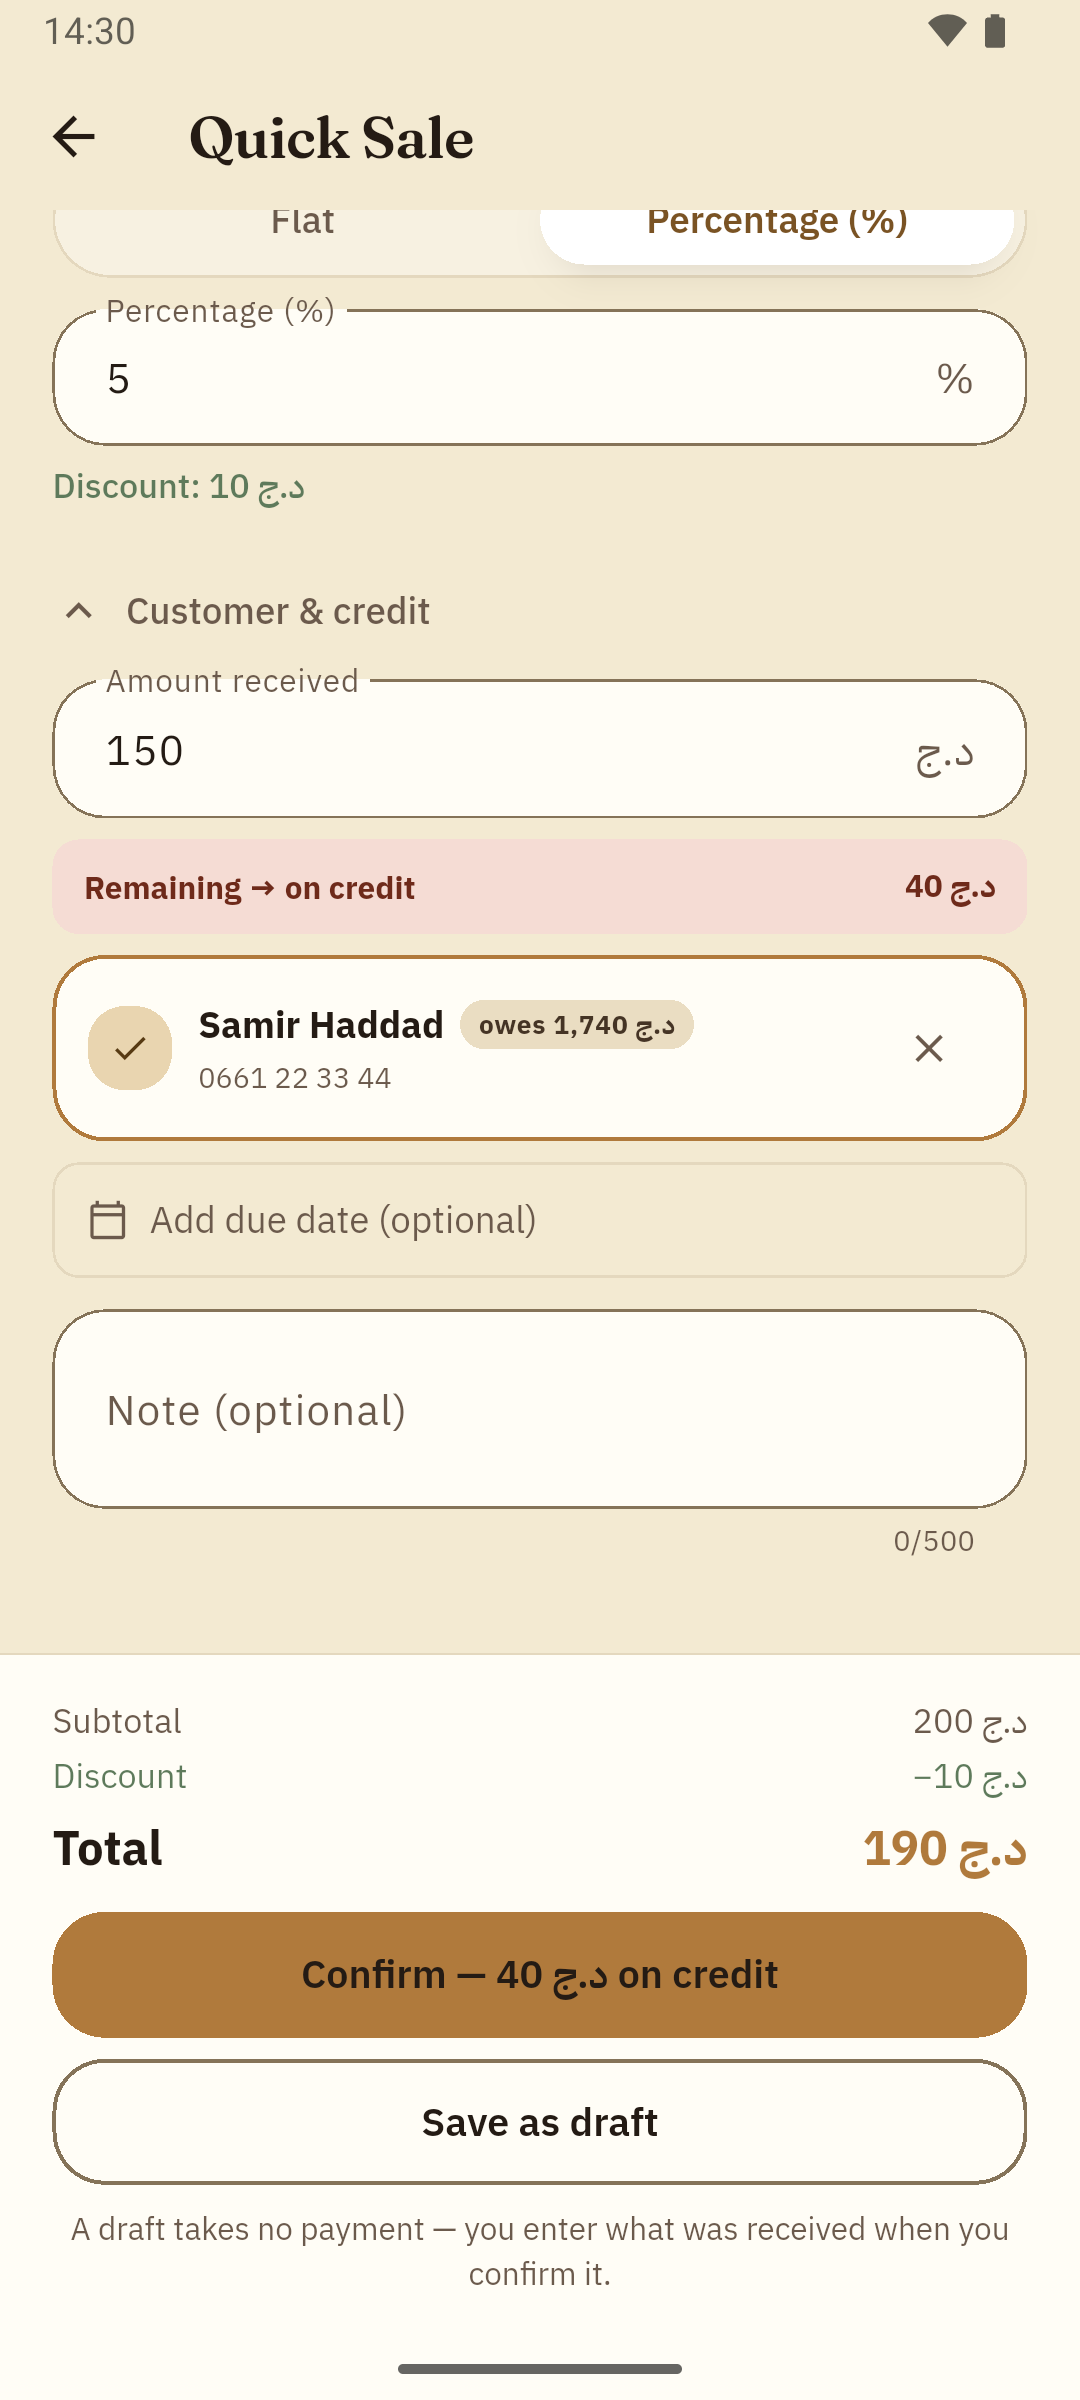 14:30
Quick Sale
Flat
Percentage (%)
Percentage (%)
5
%
Discount: 10 د.ج
Customer & credit
Amount received
150
د.ج
Remaining → on credit
40 د.ج
Samir Haddad
owes 1,740 د.ج
0661 22 33 44
Add due date (optional)
Note (optional)
0/500
Subtotal
200 د.ج
Discount
−10 د.ج
Total
190 د.ج
Confirm — 40 د.ج on credit
Save as draft
A draft takes no payment — you enter what was received when you
confirm it.